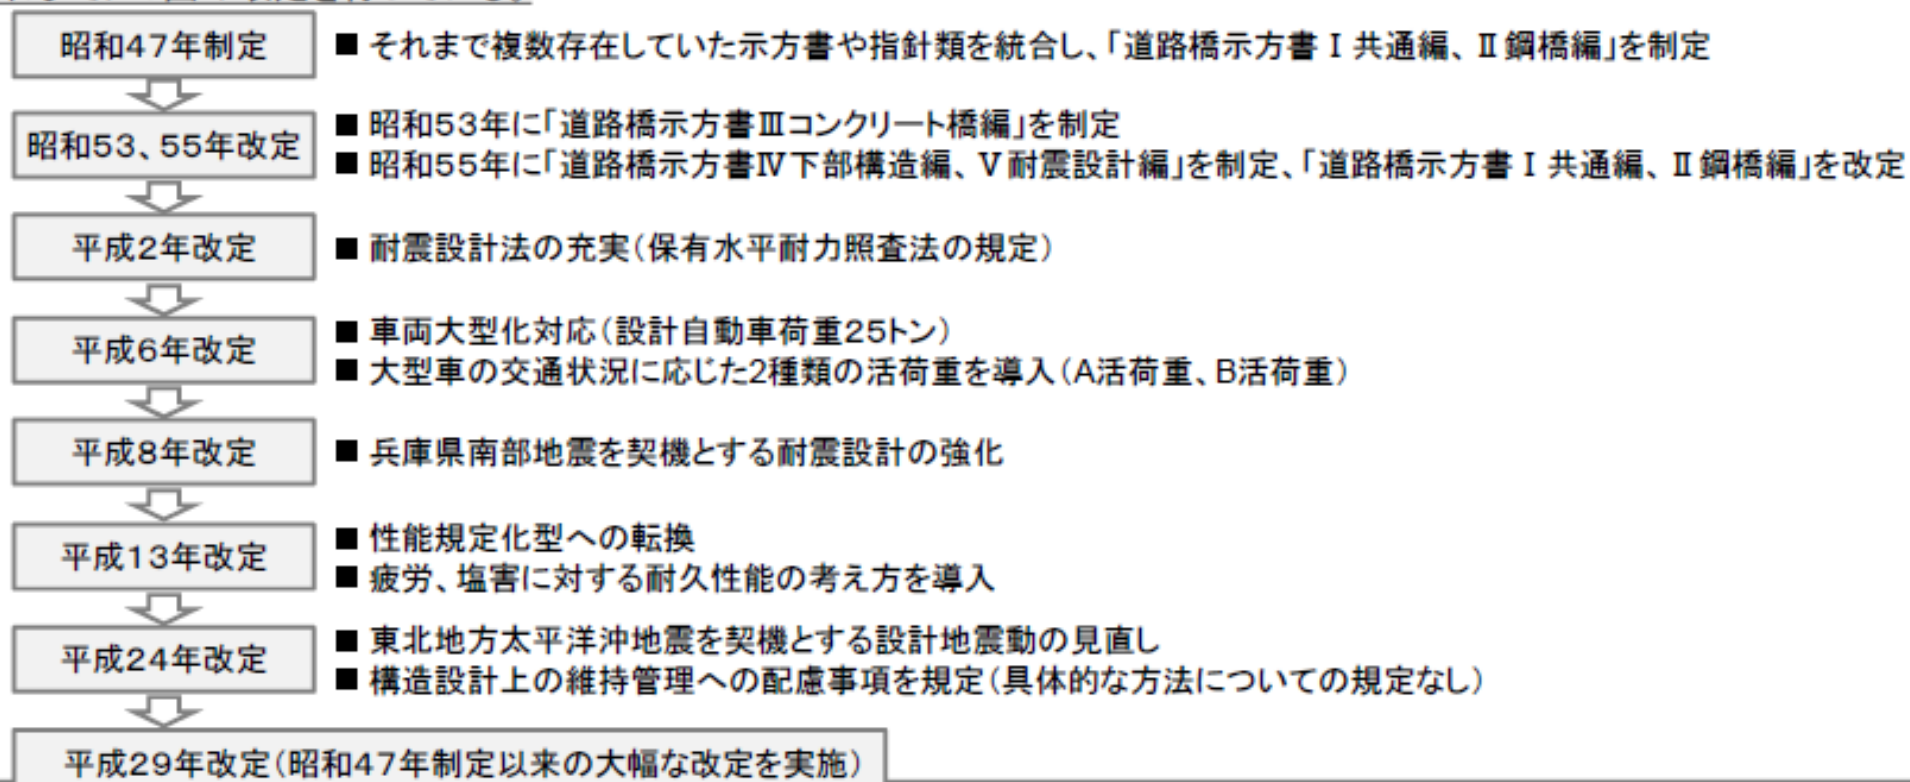 昭和47年制定
■ それまで複数存在していた示方書や指針類を統合し、「道路橋示方書Ⅰ共通編、Ⅱ鋼橋編」を制定
昭和53、55年改定
■ 昭和53年に「道路橋示方書Ⅲコンクリート橋編」を制定
■ 昭和55年に「道路橋示方書Ⅳ下部構造編、Ⅴ耐震設計編」を制定、「道路橋示方書Ⅰ共通編、Ⅱ鋼橋編」を改定
平成2年改定
■ 耐震設計法の充実(保有水平耐力照査法の規定)
平成6年改定
■ 車両大型化対応(設計自動車荷重25トン)
■ 大型車の交通状況に応じた2種類の活荷重を導入(A活荷重、B活荷重)
平成8年改定
■ 兵庫県南部地震を契機とする耐震設計の強化
平成13年改定
■ 性能規定化型への転換
■ 疲労、塩害に対する耐久性能の考え方を導入
平成24年改定
■ 東北地方太平洋沖地震を契機とする設計地震動の見直し
■ 構造設計上の維持管理への配慮事項を規定(具体的な方法についての規定なし)
平成29年改定(昭和47年制定以来の大幅な改定を実施)